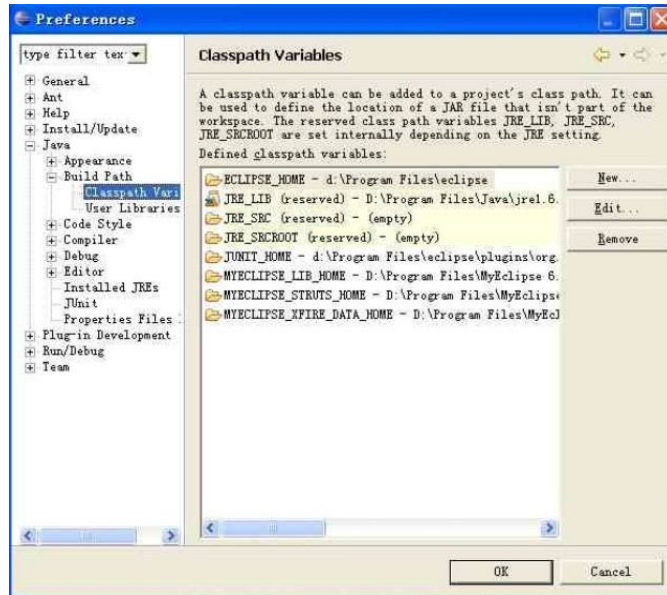 Preferences
type filter tex
General
Ant
Help
Install/Update
Java
Appearance
Build Path
Classpath Vari
User Libraries
Code Style
Compiler
Debug
Editor
Installed JREs
JUnit
Properties Files
Plug-in Development
Run/Debug
Team
Classpath Variables
A classpath variable can be added to a project's class path. It can
be used to define the location of a JAR file that isn't part of the
workspace. The reserved class path variables JRE_LIB, JRE_SRC,
JRE_SRCROOT are set internally depending on the JRE setting.
Defined classpath variables:
ECLIPSE_HOME - d:\Program Files\eclipse
JRE_LIB (reserved) - D:\Program Files\Java\jre1.6.
JRE_SRC (reserved) - (empty)
JRE_SRCROOT (reserved) - (empty)
JUNIT_HOME - d:\Program Files\eclipse\plugins\org.
MYECLIPSE_LIB_HOME - D:\Program Files\MyEclipse 6.
MYECLIPSE_STRUTS_HOME - D:\Program Files\MyEclips
MYECLIPSE_XFIRE_DATA_HOME - D:\Program Files\MyEcl
New...
Edit...
Remove
OK
Cancel